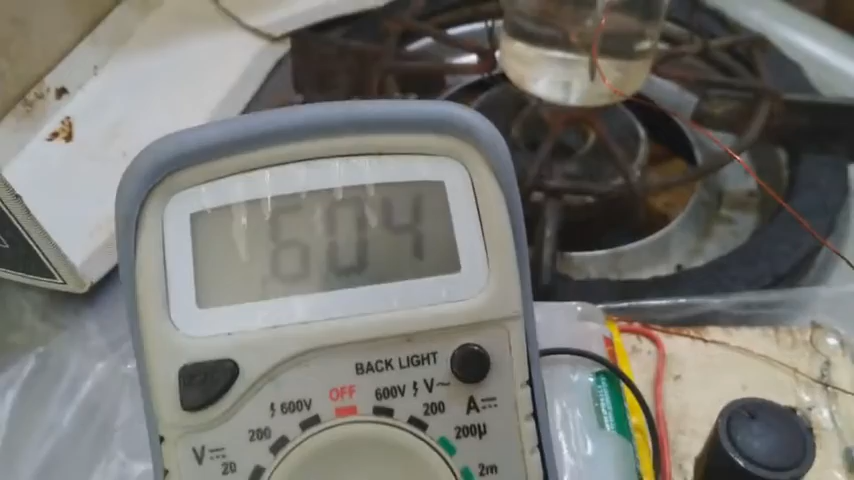 604
BACK LIGHT
OFF
600V 600V V~
200 200 A
V 200µ
20 2m